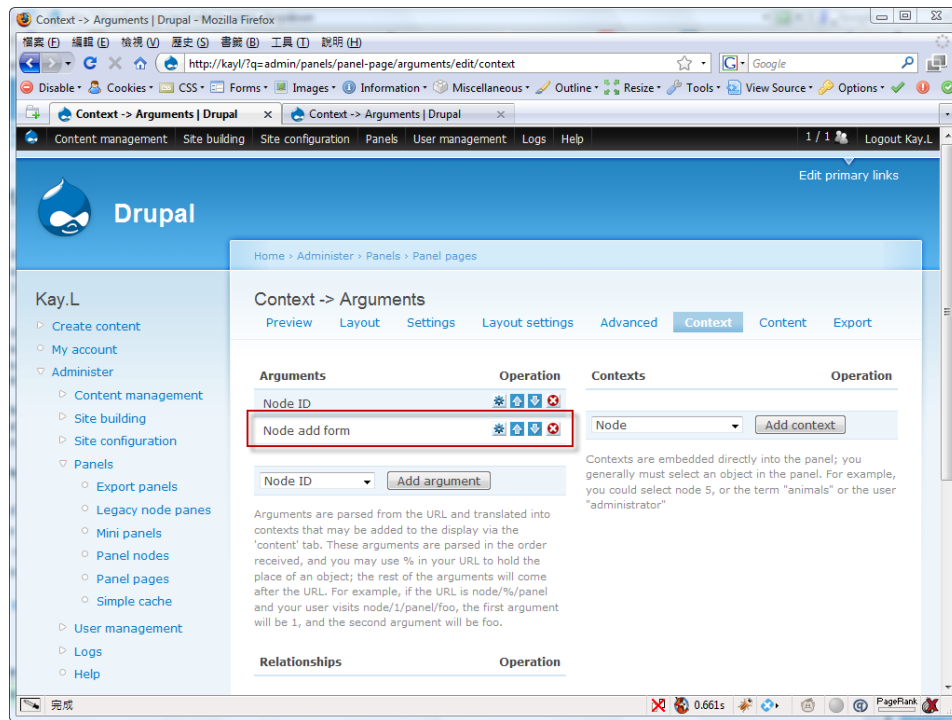 Context -> Arguments | Drupal - Mozilla Firefox
檔案 (F) 編輯 (E) 檢視 (V) 歷史 (S) 書籤 (B) 工具 (T) 說明 (H)
http://kayl/?q=admin/panels/panel-page/arguments/edit/context
Google
Disable Cookies CSS Forms Images Information Miscellaneous Outline Resize Tools View Source Options
Context -> Arguments | Drupal
Context -> Arguments | Drupal
Content management Site building Site configuration Panels User management Logs Help 1 / 1 Logout Kay.L
Edit primary links
Drupal
Home › Administer › Panels › Panel pages
Kay.L
Create content
My account
Administer
Content management
Site building
Site configuration
Panels
Export panels
Legacy node panes
Mini panels
Panel nodes
Panel pages
Simple cache
User management
Logs
Help
Context -> Arguments
Preview Layout Settings Layout settings Advanced Context Content Export
Arguments Operation
Node ID
Node add form
Node ID Add argument
Arguments are parsed from the URL and translated into
contexts that may be added to the display via the
'content' tab. These arguments are parsed in the order
received, and you may use % in your URL to hold the
place of an object; the rest of the arguments will come
after the URL. For example, if the URL is node/%/panel
and your user visits node/1/panel/foo, the first argument
will be 1, and the second argument will be foo.
Relationships Operation
Contexts Operation
Node Add context
Contexts are embedded directly into the panel; you
generally must select an object in the panel. For example,
you could select node 5, or the term "animals" or the user
"administrator"
完成 0.661s PageRank